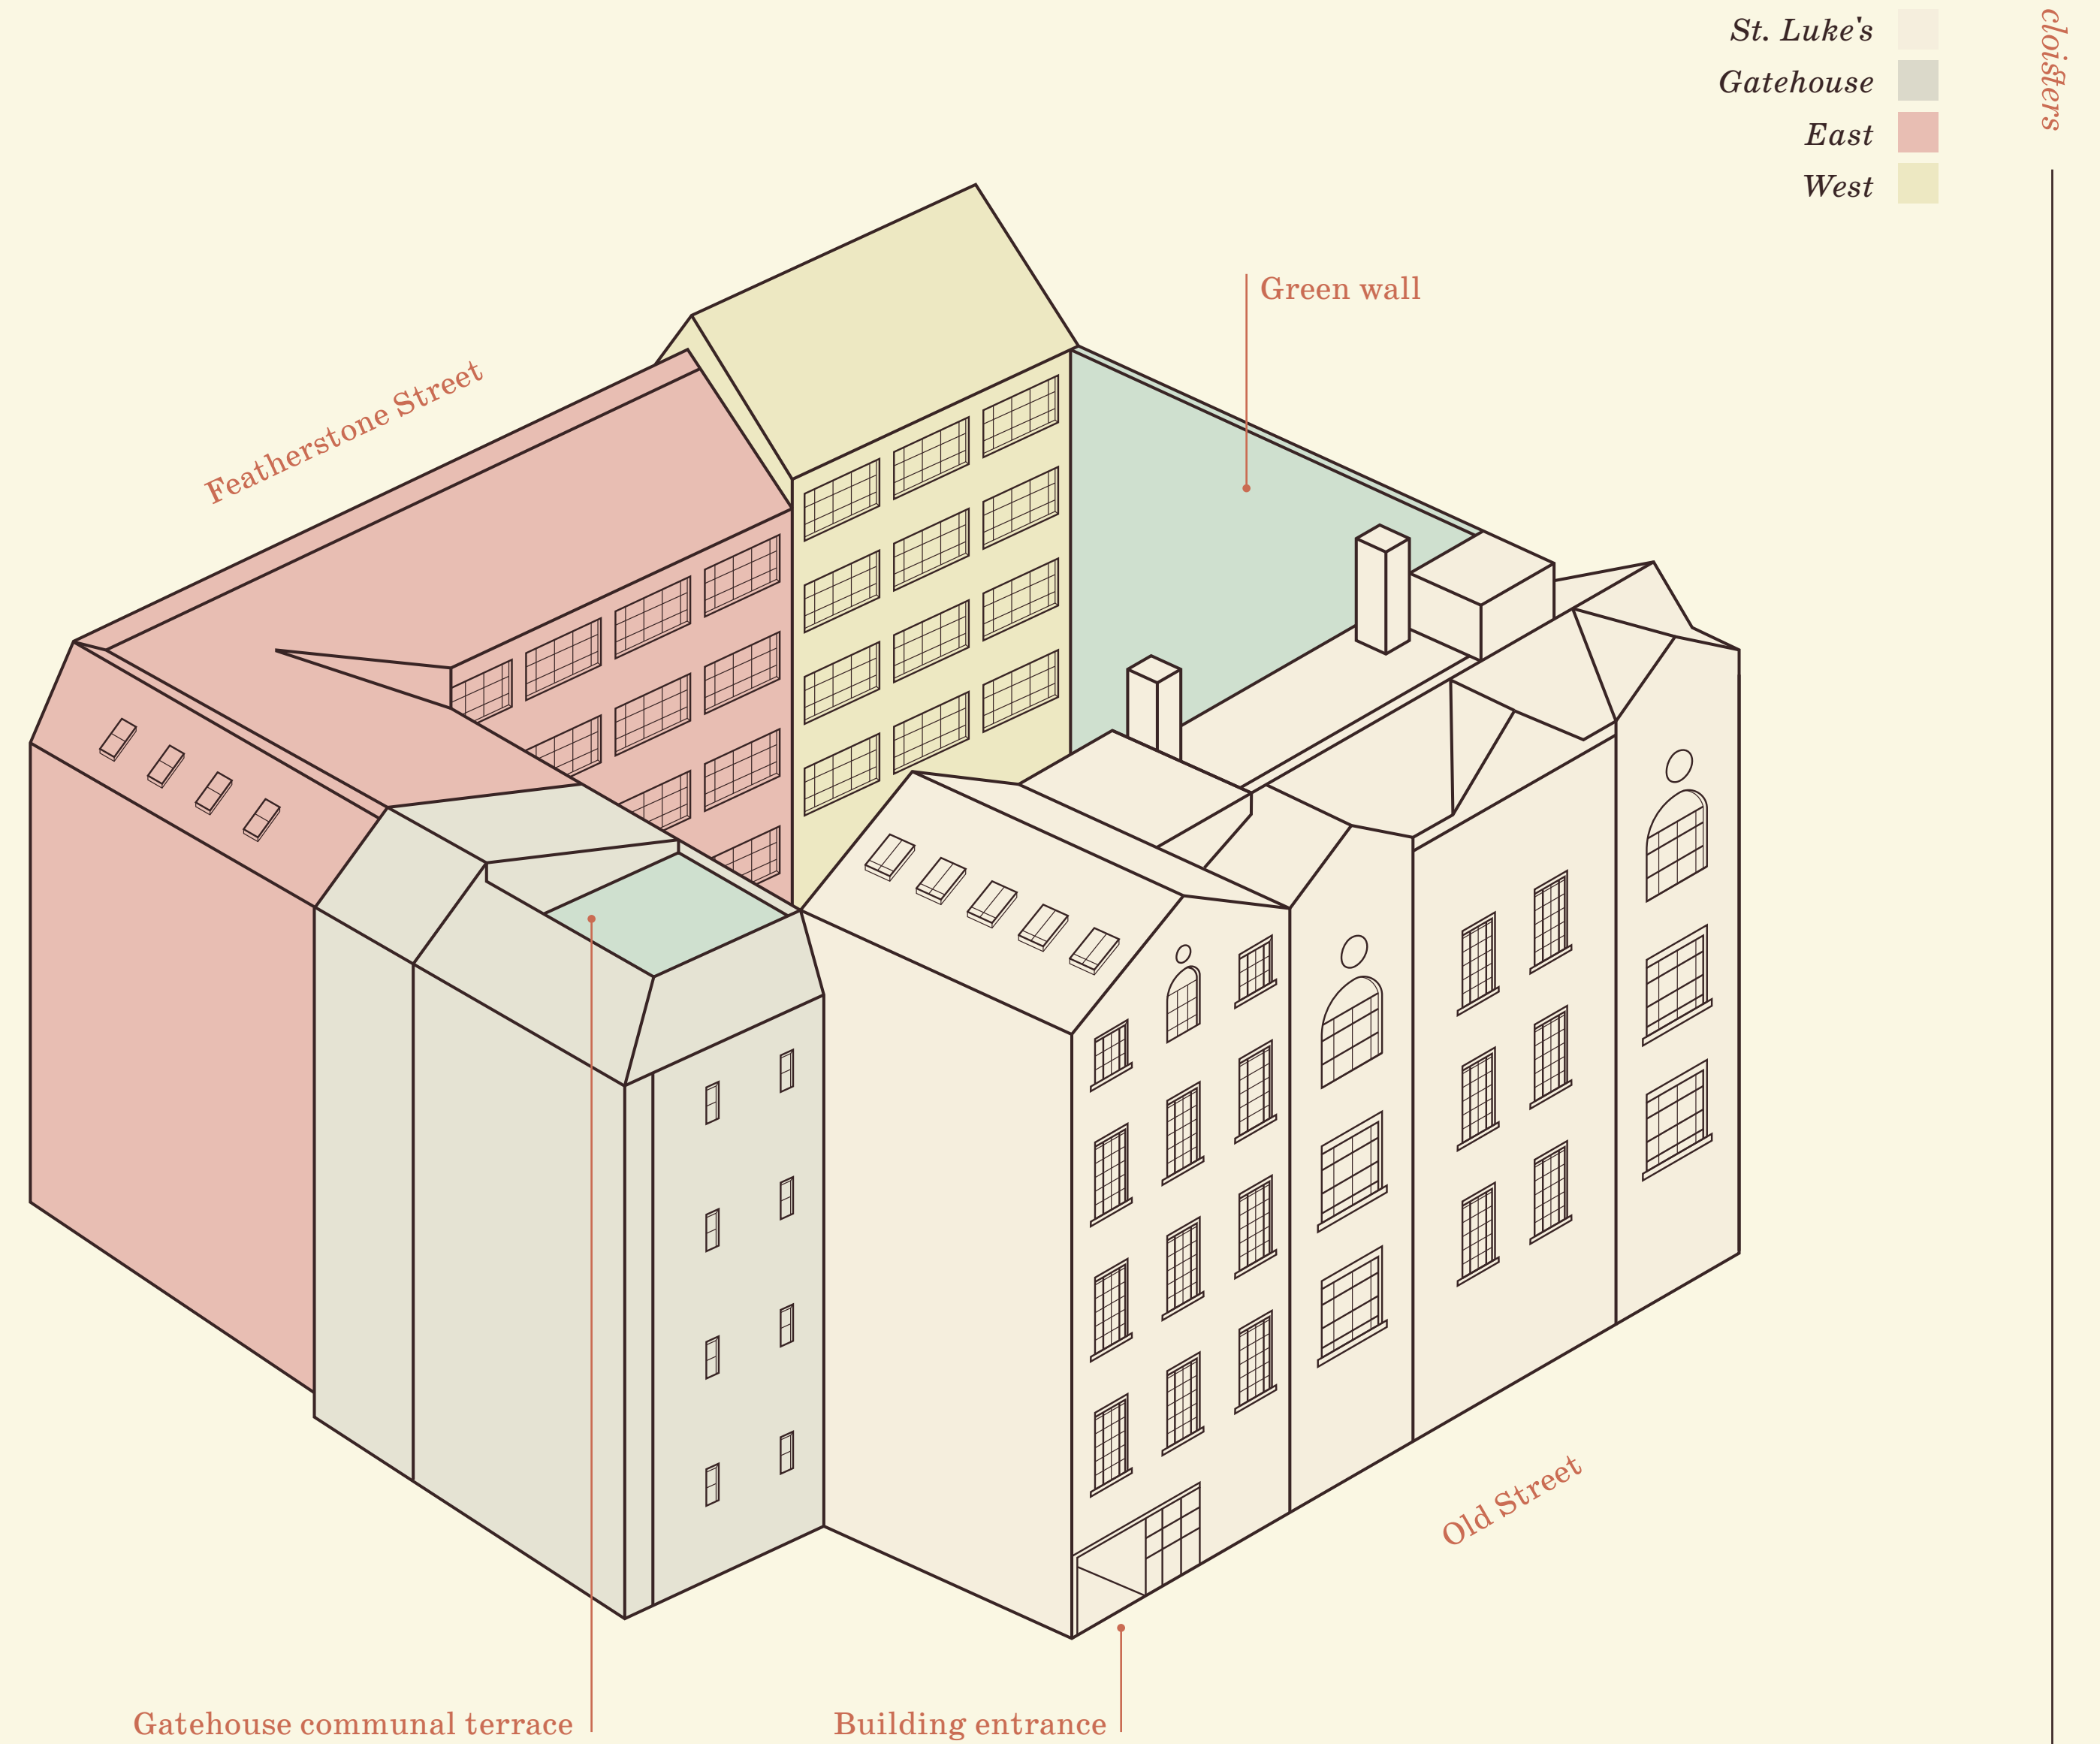 St. Luke's
Gatehouse
East
West
cloisters
Green wall
Featherstone Street
Old Street
Gatehouse communal terrace
Building entrance